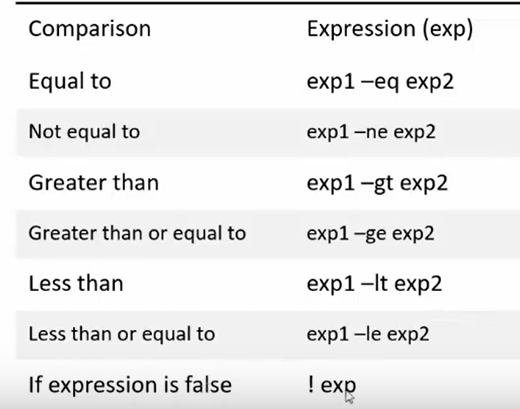 Comparison Expression (exp)
Equal to exp1 –eq exp2
Not equal to exp1 –ne exp2
Greater than exp1 –gt exp2
Greater than or equal to exp1 –ge exp2
Less than exp1 –lt exp2
Less than or equal to exp1 –le exp2
If expression is false ! exp